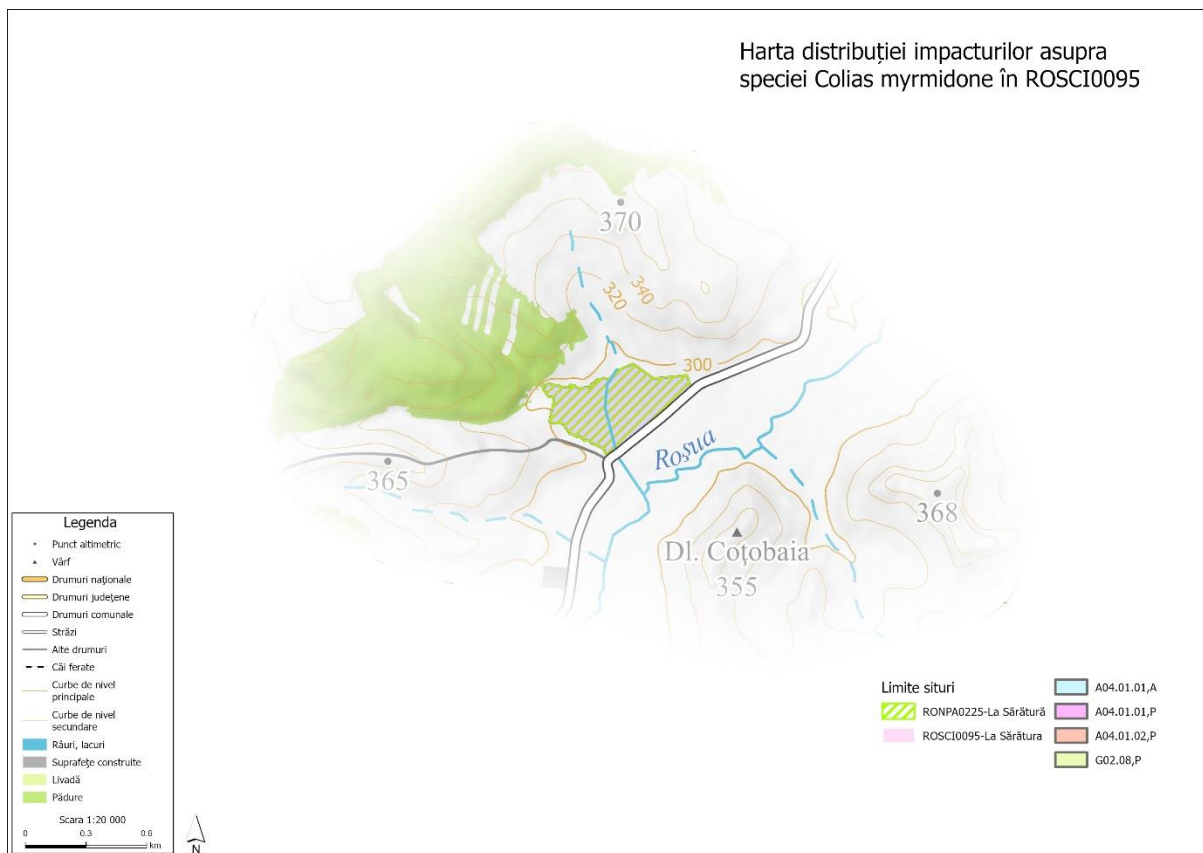 Harta distribuției impacturilor asupra
speciei Colias myrmidone în ROSCI0095
370
340
320
300
Roșua
365
368
Dl. Coțobaia
355
Legenda
Punct altimetric
Vârf
Drumuri naționale
Drumuri județene
Drumuri comunale
Străzi
Alte drumuri
Căi ferate
Curbe de nivel
principale
Curbe de nivel
secundare
Râuri, lacuri
Suprafețe construite
Livadă
Pădure
Scara 1:20 000
0 0.3 0.6
km
N
Limite situri
RONPA0225-La Sărătură
ROSCI0095-La Sărătura
A04.01.01,A
A04.01.01,P
A04.01.02,P
G02.08,P